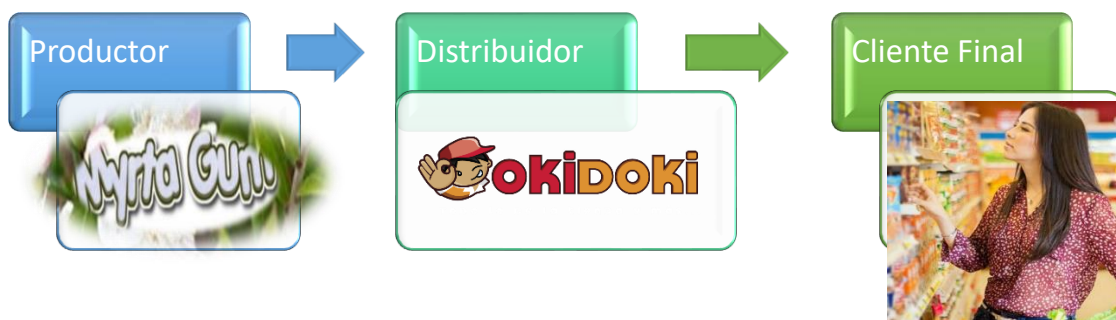 Productor
Distribuidor
Cliente Final
Myrta Gum
OKIDOKI